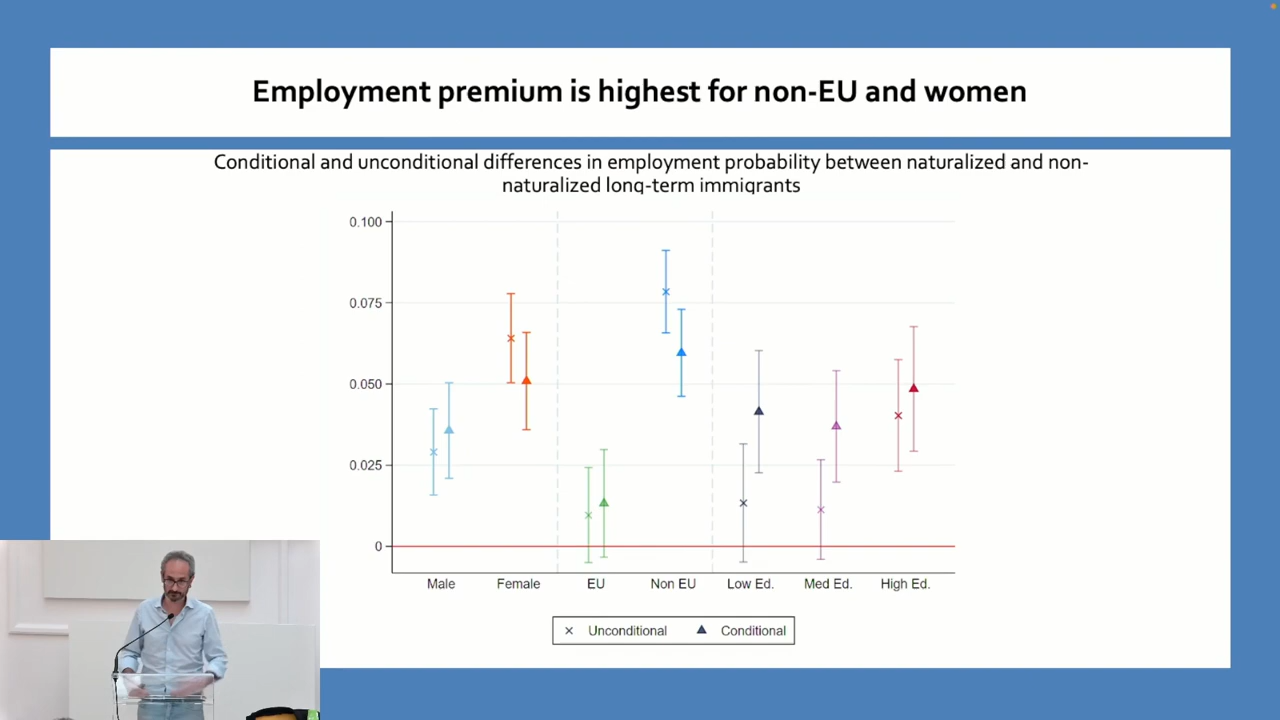 Employment premium is highest for non-EU and women
Conditional and unconditional differences in employment probability between naturalized and non-
naturalized long-term immigrants
0.100
0.075
0.050
0.025
0
Male Female EU Non EU Low Ed. Med Ed. High Ed.
Unconditional Conditional